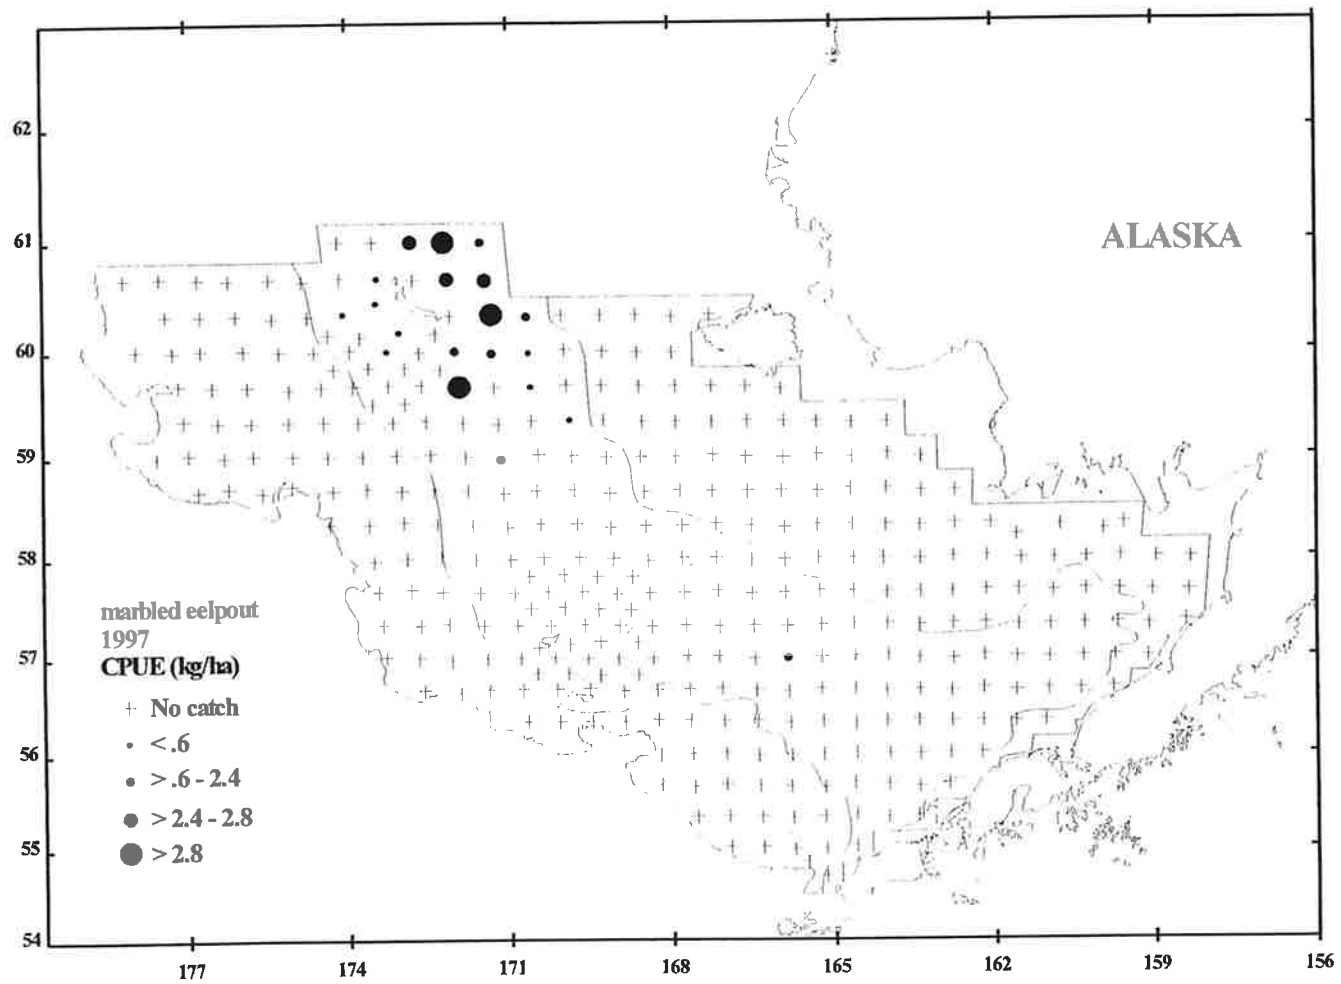 62
61
60
59
58
57
56
55
54
ALASKA
marbled eelpout
1997
CPUE (kg/ha)
+ No catch
< .6
> .6 - 2.4
> 2.4 - 2.8
> 2.8
177 174 171 168 165 162 159 156